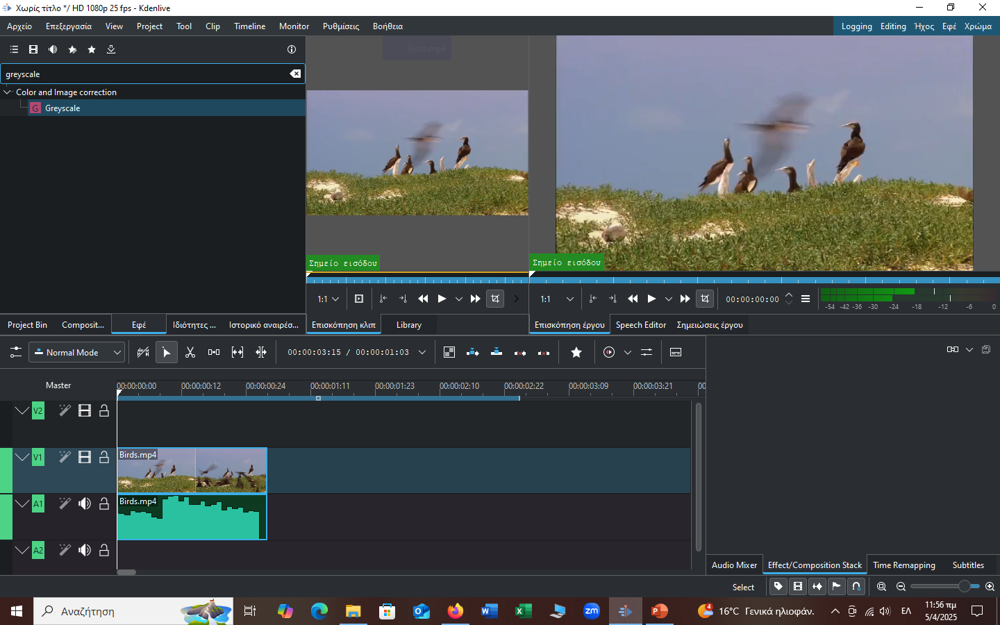 Χωρίς τίτλο */ HD 1080p 25 fps - Kdenlive
Αρχείο Επεξεργασία View Project Tool Clip Timeline Monitor Ρυθμίσεις Βοήθεια
Logging Editing Ήχος Εφέ Χρώμα
greyscale
Color and Image correction
G Greyscale
Birds.mp4
Σημείο εισόδου
Σημείο εισόδου
1:1
1:1
00:00:00:00
-54 -42 -36 -30 -24 -18 -12 -6 0
Project Bin Composit... Εφέ Ιδιότητες ... Ιστορικό αναιρέσ...
Επισκόπηση κλιπ Library
Επισκόπηση έργου Speech Editor Σημειώσεις έργου
Normal Mode
00:00:03:15 / 00:00:01:03
Master
00:00:00:00 00:00:00:12 00:00:00:24 00:00:01:11 00:00:01:23 00:00:02:10 00:00:02:22 00:00:03:09 00:00:03:21 00
V2
V1
Birds.mp4
A1
Birds.mp4
A2
Audio Mixer Effect/Composition Stack Time Remapping Subtitles
Select
Αναζήτηση
zm
4
16°C Γενικά ηλιοφάν.
ΕΛ
11:56 πμ
5/4/2025